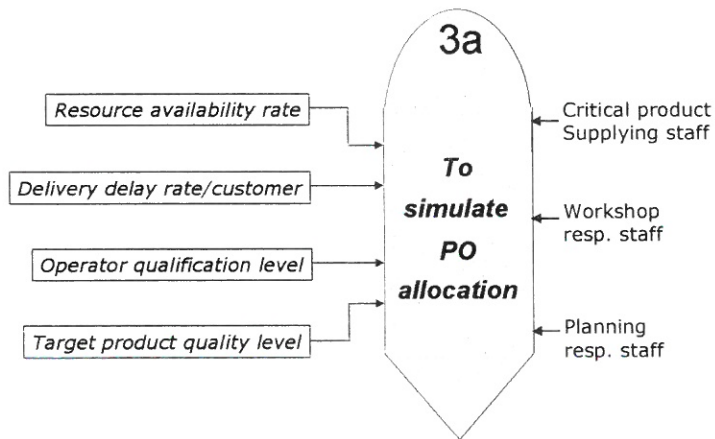 3a
Resource availability rate
Delivery delay rate/customer
Operator qualification level
Target product quality level
To
simulate
PO
allocation
Critical product
Supplying staff
Workshop
resp. staff
Planning
resp. staff